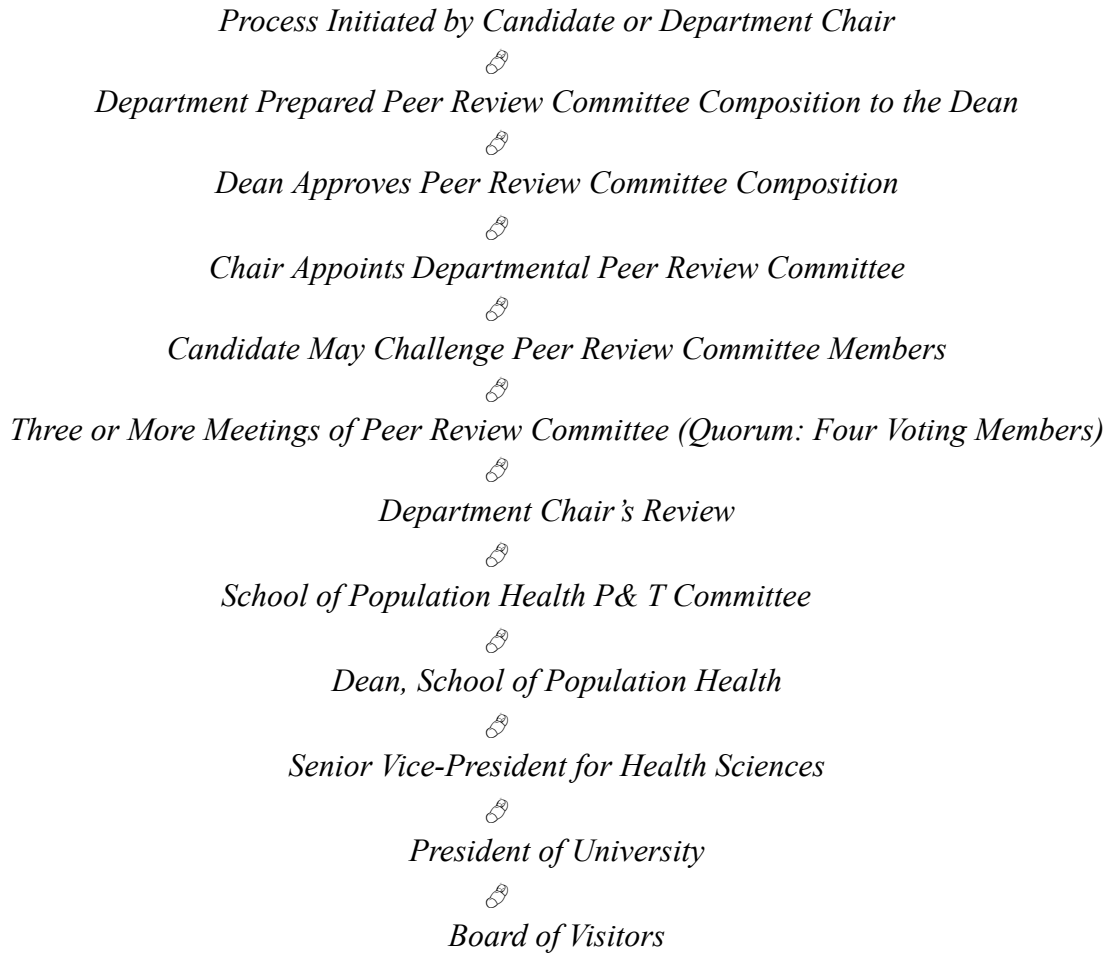 Process Initiated by Candidate or Department Chair
Department Prepared Peer Review Committee Composition to the Dean
Dean Approves Peer Review Committee Composition
Chair Appoints Departmental Peer Review Committee
Candidate May Challenge Peer Review Committee Members
Three or More Meetings of Peer Review Committee (Quorum: Four Voting Members)
Department Chair's Review
School of Population Health P& T Committee
Dean, School of Population Health
Senior Vice-President for Health Sciences
President of University
Board of Visitors